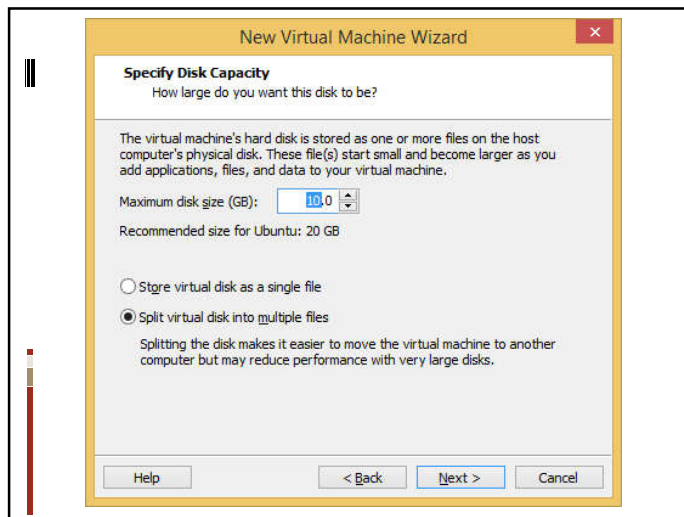 New Virtual Machine Wizard
Specify Disk Capacity
How large do you want this disk to be?
The virtual machine's hard disk is stored as one or more files on the host
computer's physical disk. These file(s) start small and become larger as you
add applications, files, and data to your virtual machine.
Maximum disk size (GB): 10.0
Recommended size for Ubuntu: 20 GB
Store virtual disk as a single file
Split virtual disk into multiple files
Splitting the disk makes it easier to move the virtual machine to another
computer but may reduce performance with very large disks.
Help < Back Next > Cancel